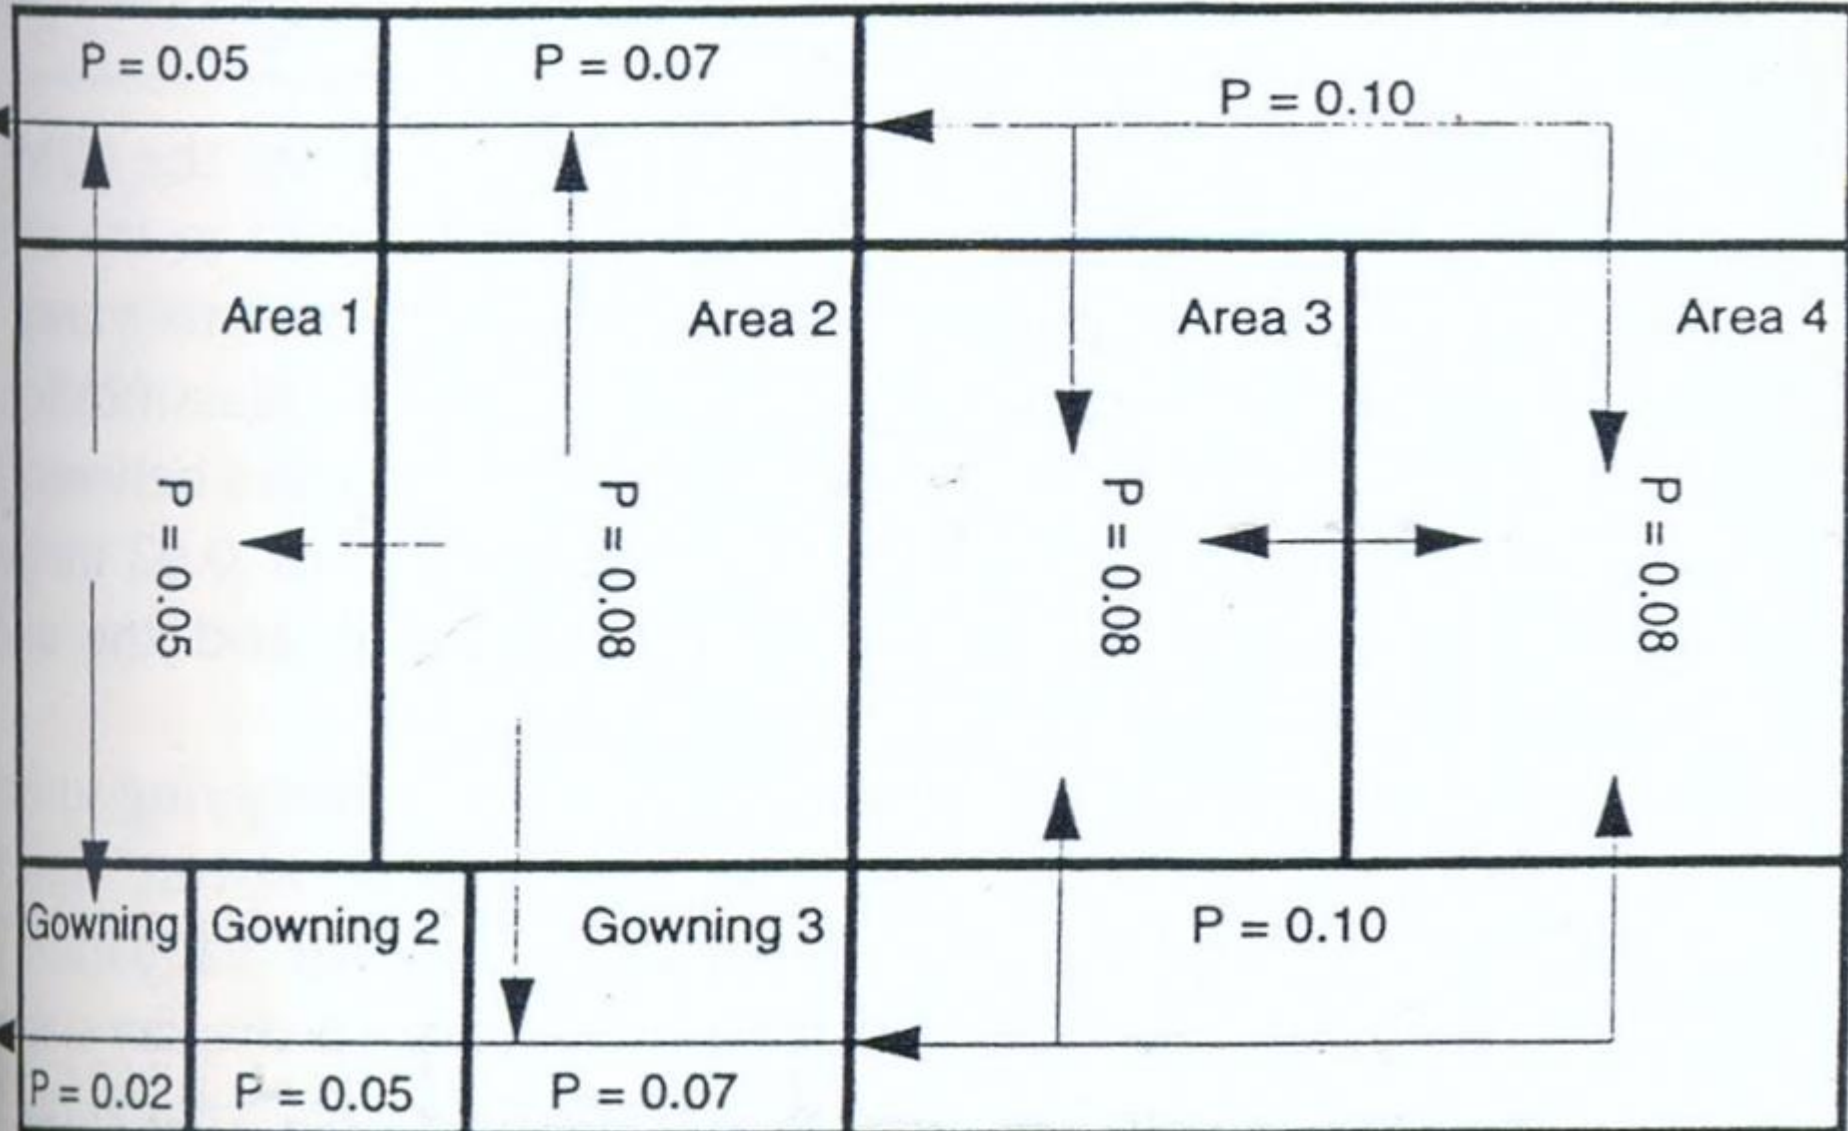 P = 0.05
P = 0.07
P = 0.10
Area 1
Area 2
Area 3
Area 4
P = 0.05
P = 0.08
P = 0.08
P = 0.08
Gowning
Gowning 2
Gowning 3
P = 0.10
P = 0.02
P = 0.05
P = 0.07